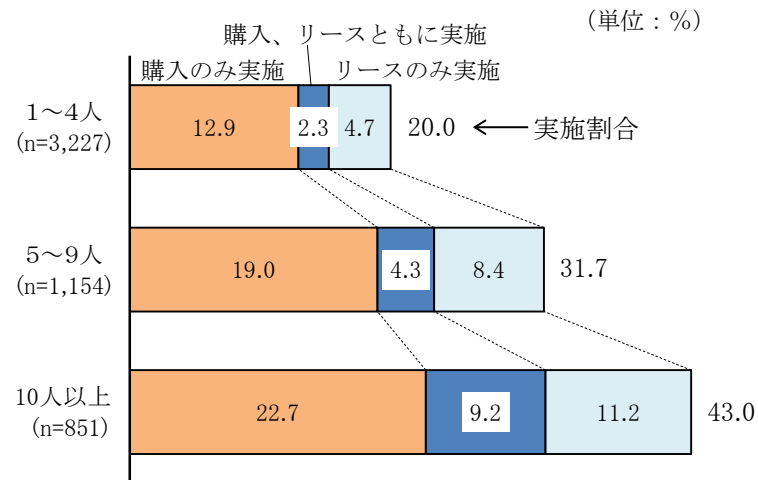 (単位：%)
購入、リースともに実施
購入のみ実施 リースのみ実施
1～4人
(n=3,227)
12.9 2.3 4.7 20.0 ← 実施割合
5～9人
(n=1,154)
19.0 4.3 8.4 31.7
10人以上
(n=851)
22.7 9.2 11.2 43.0